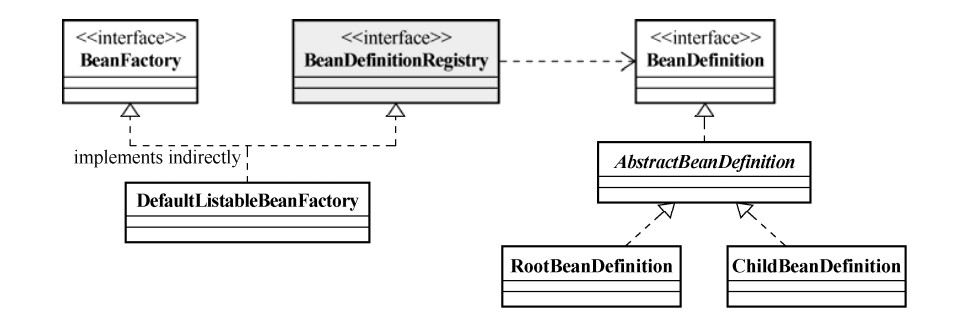 <<interface>>
BeanFactory
<<interface>>
BeanDefinitionRegistry
<<interface>>
BeanDefinition
implements indirectly
DefaultListableBeanFactory
AbstractBeanDefinition
RootBeanDefinition
ChildBeanDefinition